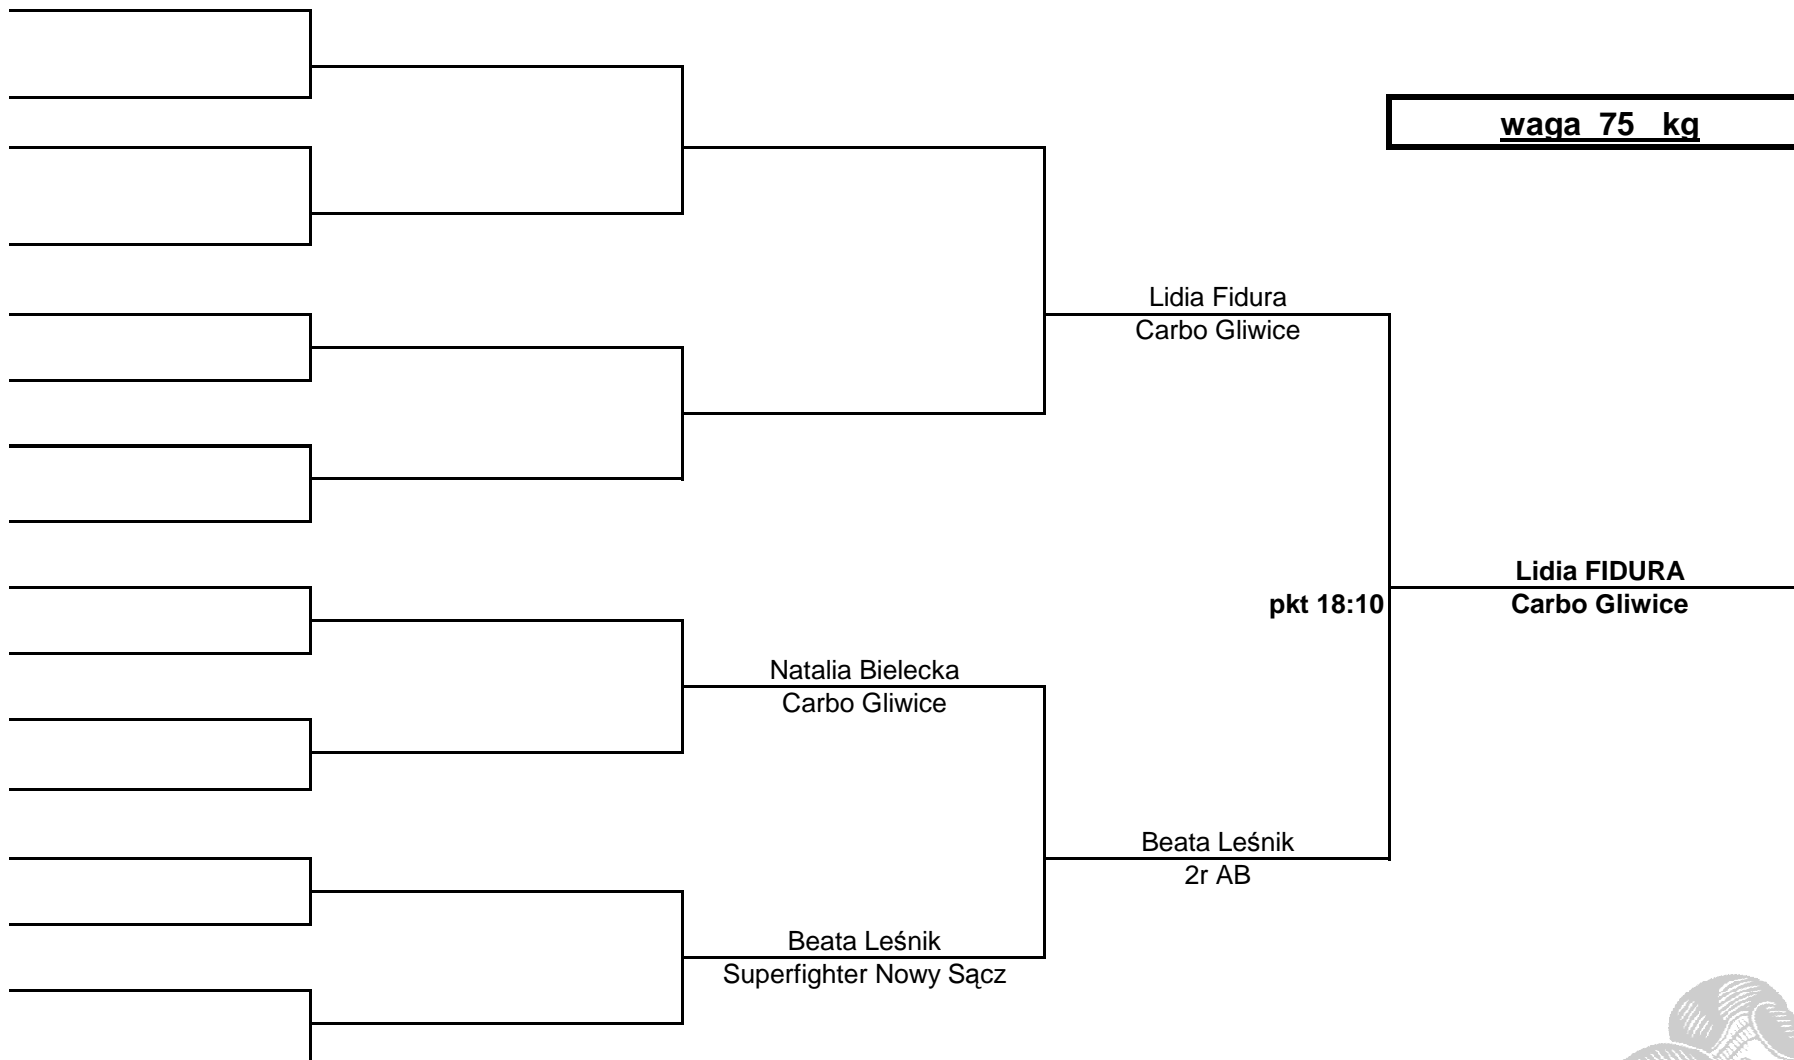 waga 75 kg
Lidia Fidura
Carbo Gliwice
Lidia FIDURA
pkt 18:10
Carbo Gliwice
Natalia Bielecka
Carbo Gliwice
Beata Leśnik
2r AB
Beata Leśnik
Superfighter Nowy Sącz